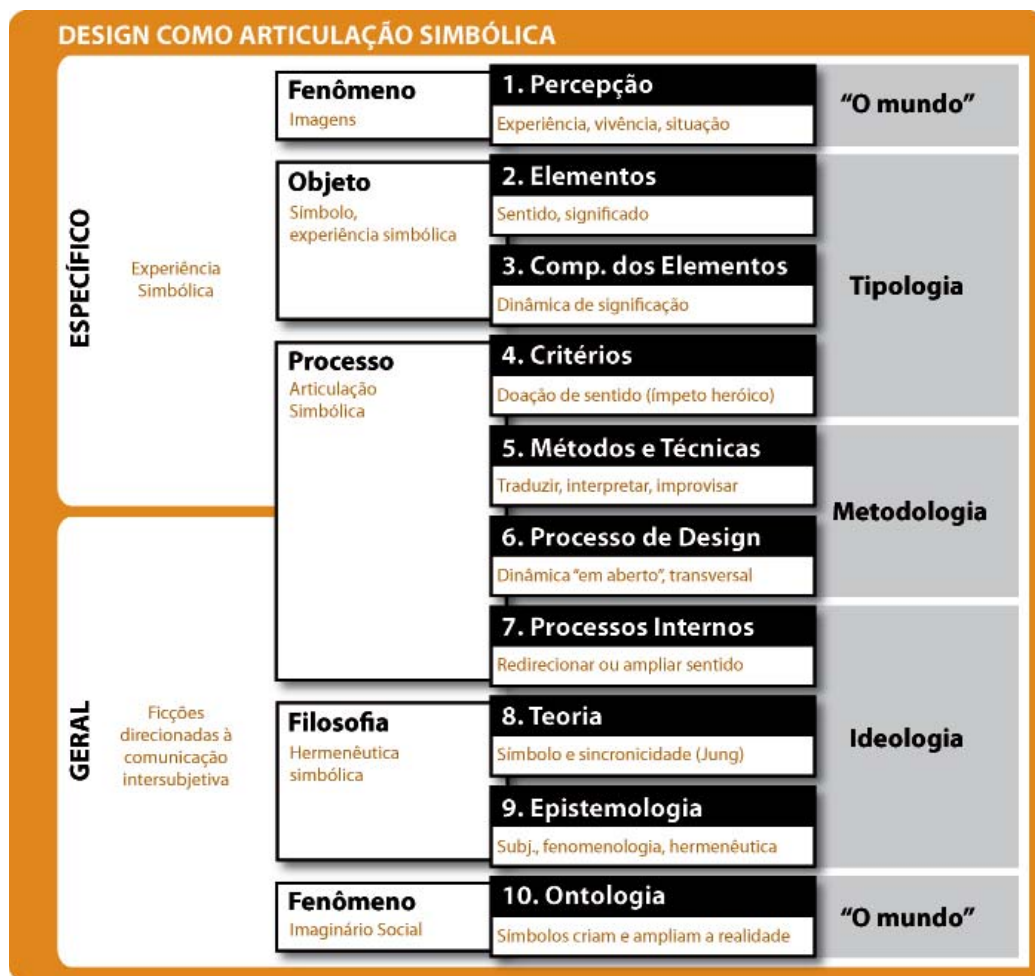 DESIGN COMO ARTICULAÇÃO SIMBÓLICA
ESPECÍFICO
Experiência
Simbólica
Fenômeno
Imagens
1. Percepção
Experiência, vivência, situação
“O mundo”
Objeto
Símbolo,
experiência simbólica
2. Elementos
Sentido, significado
3. Comp. dos Elementos
Dinâmica de significação
Tipologia
Processo
Articulação
Simbólica
4. Critérios
Doação de sentido (ímpeto heróico)
5. Métodos e Técnicas
Traduzir, interpretar, improvisar
Metodologia
6. Processo de Design
Dinâmica “em aberto”, transversal
GERAL
Ficções
direcionadas à
comunicação
intersubjetiva
7. Processos Internos
Redirecionar ou ampliar sentido
Filosofia
Hermenêutica
simbólica
8. Teoria
Símbolo e sincronicidade (Jung)
Ideologia
9. Epistemologia
Subj., fenomenologia, hermenêutica
Fenômeno
Imaginário Social
10. Ontologia
Símbolos criam e ampliam a realidade
“O mundo”